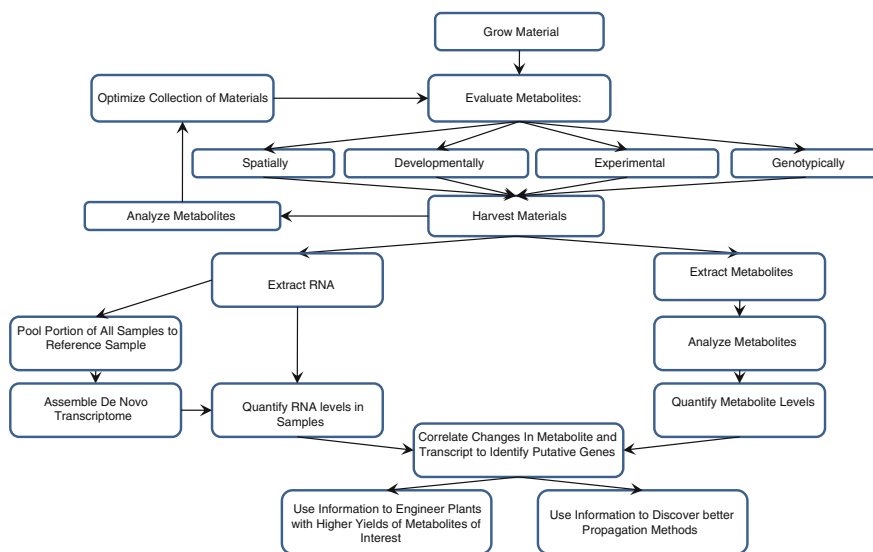 Grow Material
Optimize Collection of Materials
Evaluate Metabolites:
Spatially
Developmentally
Experimental
Genotypically
Analyze Metabolites
Harvest Materials
Extract RNA
Extract Metabolites
Pool Portion of All Samples to
Reference Sample
Analyze Metabolites
Assemble De Novo
Transcriptome
Quantify RNA levels in
Samples
Quantify Metabolite Levels
Correlate Changes In Metabolite and
Transcript to Identify Putative Genes
Use Information to Engineer Plants
with Higher Yields of Metabolites of
Interest
Use Information to Discover better
Propagation Methods